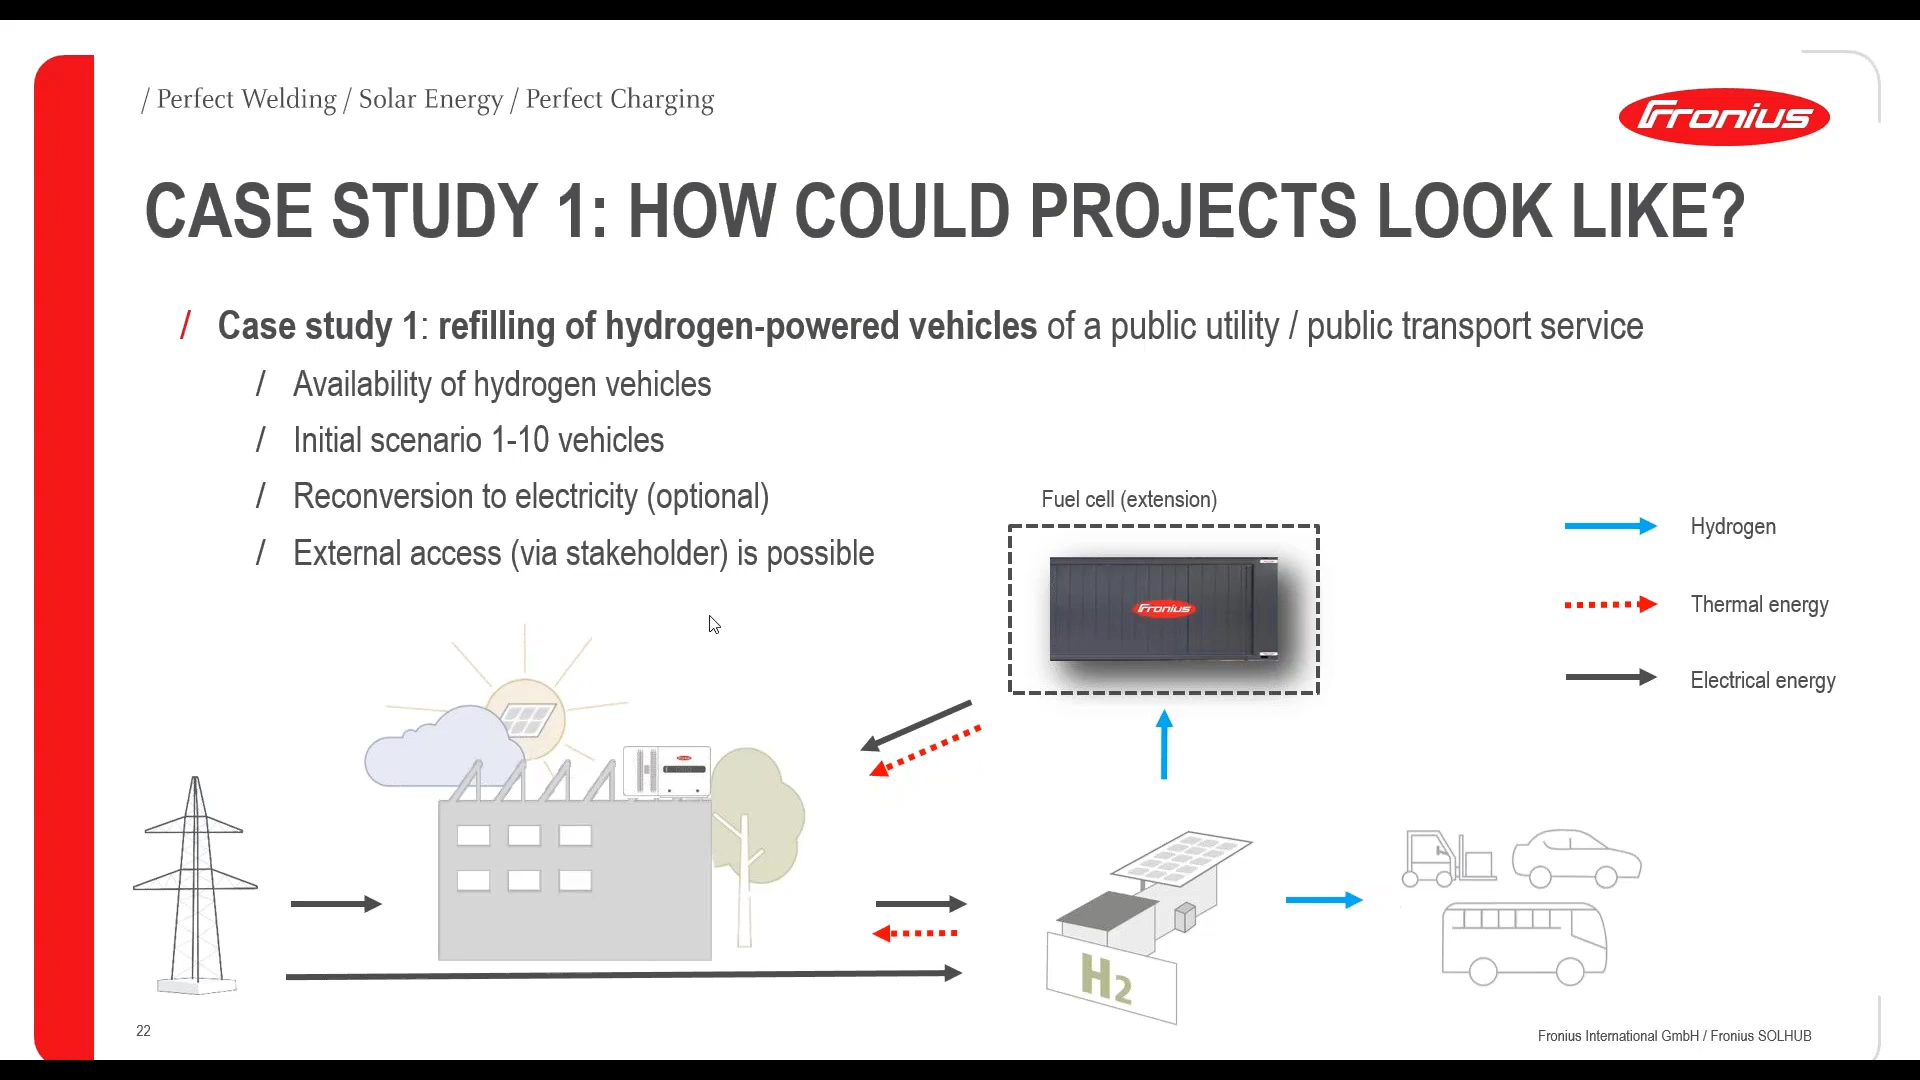 / Perfect Welding / Solar Energy / Perfect Charging
Fronius
CASE STUDY 1: HOW COULD PROJECTS LOOK LIKE?
/ Case study 1: refilling of hydrogen-powered vehicles of a public utility / public transport service
/ Availability of hydrogen vehicles
/ Initial scenario 1-10 vehicles
/ Reconversion to electricity (optional)
/ External access (via stakeholder) is possible
Fuel cell (extension)
Fronius
Hydrogen
Thermal energy
Electrical energy
H2
22
Fronius International GmbH / Fronius SOLHUB